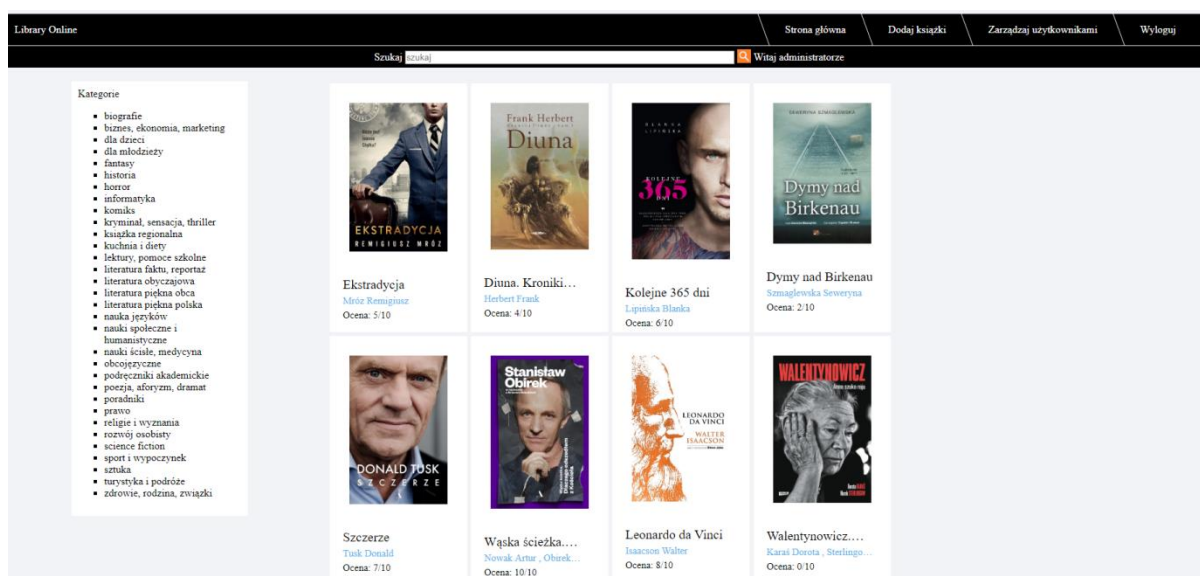 Library Online
Strona główna
Dodaj książki
Zarządzaj użytkownikami
Wyloguj
Szukaj szukaj
Witaj administratorze
Kategorie
biografie
biznes, ekonomia, marketing
dla dzieci
dla młodzieży
fantasy
historia
horror
informatyka
komiks
kryminał, sensacja, thriller
książka regionalna
kuchnia i diety
lektury, pomoce szkolne
literatura faktu, reportaż
literatura obyczajowa
literatura piękna obca
literatura piękna polska
nauka języków
nauki społeczne i
humanistyczne
nauki ścisłe, medycyna
obcojęzyczne
podręczniki akademickie
poezja, aforyzm, dramat
poradniki
prawo
religie i wyznania
rozwój osobisty
science fiction
sport i wypoczynek
sztuka
turystyka i podróże
zdrowie, rodzina, związki
EKSTRADYCJA
REMIGIUSZ MRÓZ
Ekstradycja
Mróz Remigiusz
Ocena: 5/10
Frank Herbert
Diuna
Diuna. Kroniki…
Herbert Frank
Ocena: 4/10
BLANKA
LIPIŃSKA
KOLEJNE
365
DNI
Kolejne 365 dni
Lipińska Blanka
Ocena: 6/10
SEWERYNA SZMAGLEWSKA
Dymy nad
Birkenau
Dymy nad Birkenau
Szmaglewska Seweryna
Ocena: 2/10
DONALD TUSK
SZCZERZE
Szczerze
Tusk Donald
Ocena: 7/10
Stanisław
Obirek
Wąska ścieżka.…
Nowak Artur , Obirek…
Ocena: 10/10
LEONARDO
DA VINCI
WALTER
ISAACSON
Leonardo da Vinci
Isaacson Walter
Ocena: 8/10
WALENTYNOWICZ
Walentynowicz.…
Karaś Dorota , Sterlingo…
Ocena: 0/10